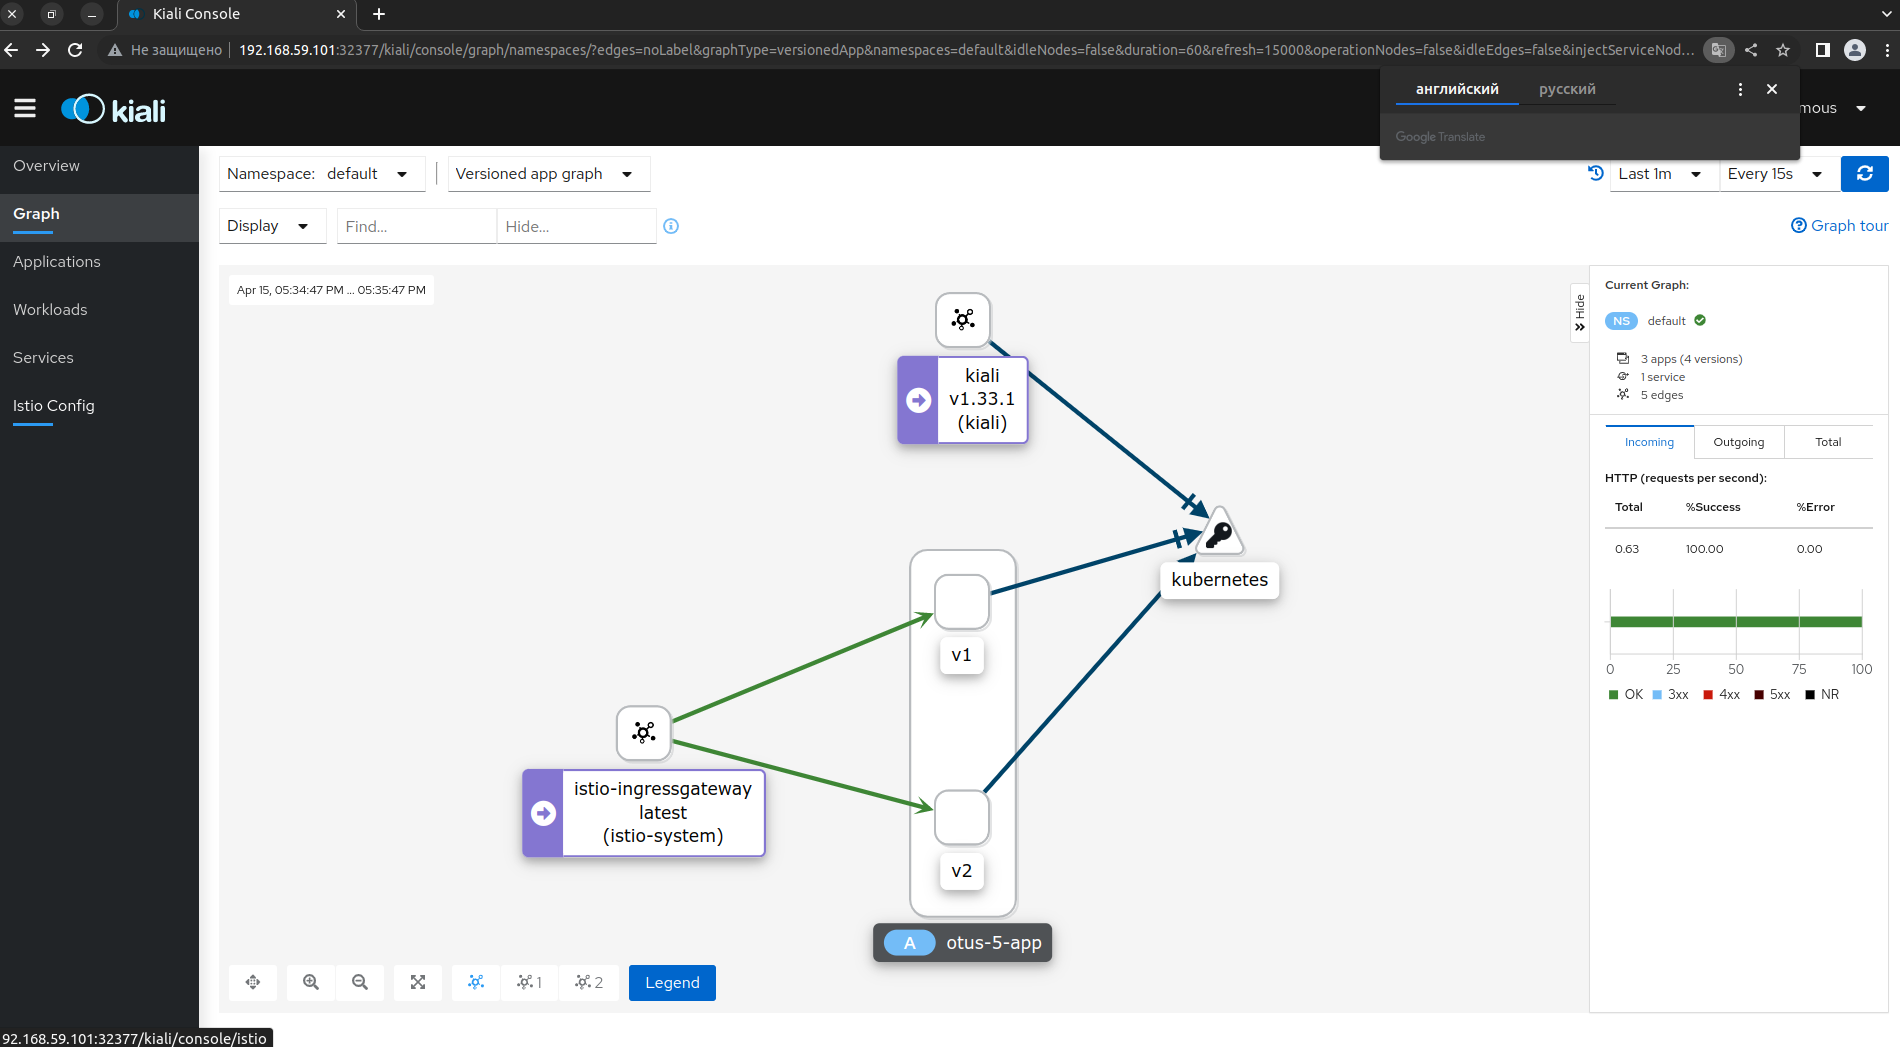 Kiali Console
Не защищено
192.168.59.101:32377/kiali/console/graph/namespaces/?edges=noLabel&graphType=versionedApp&namespaces=default&idleNodes=false&duration=60&refresh=15000&operationNodes=false&idleEdges=false&injectServiceNod...
английский
русский
Google Translate
kiali
mous
Overview
Graph
Applications
Workloads
Services
Istio Config
Namespace: default
Versioned app graph
Last 1m
Every 15s
Display
Find...
Hide...
Graph tour
Apr 15, 05:34:47 PM ... 05:35:47 PM
kiali
v1.33.1
(kiali)
kubernetes
v1
istio-ingressgateway
latest
(istio-system)
v2
A otus-5-app
1
2
Legend
Hide
Current Graph:
NS default
3 apps (4 versions)
1 service
5 edges
Incoming
Outgoing
Total
HTTP (requests per second):
Total %Success %Error
0.63 100.00 0.00
0 25 50 75 100
OK 3xx 4xx 5xx NR
92.168.59.101:32377/kiali/console/istio